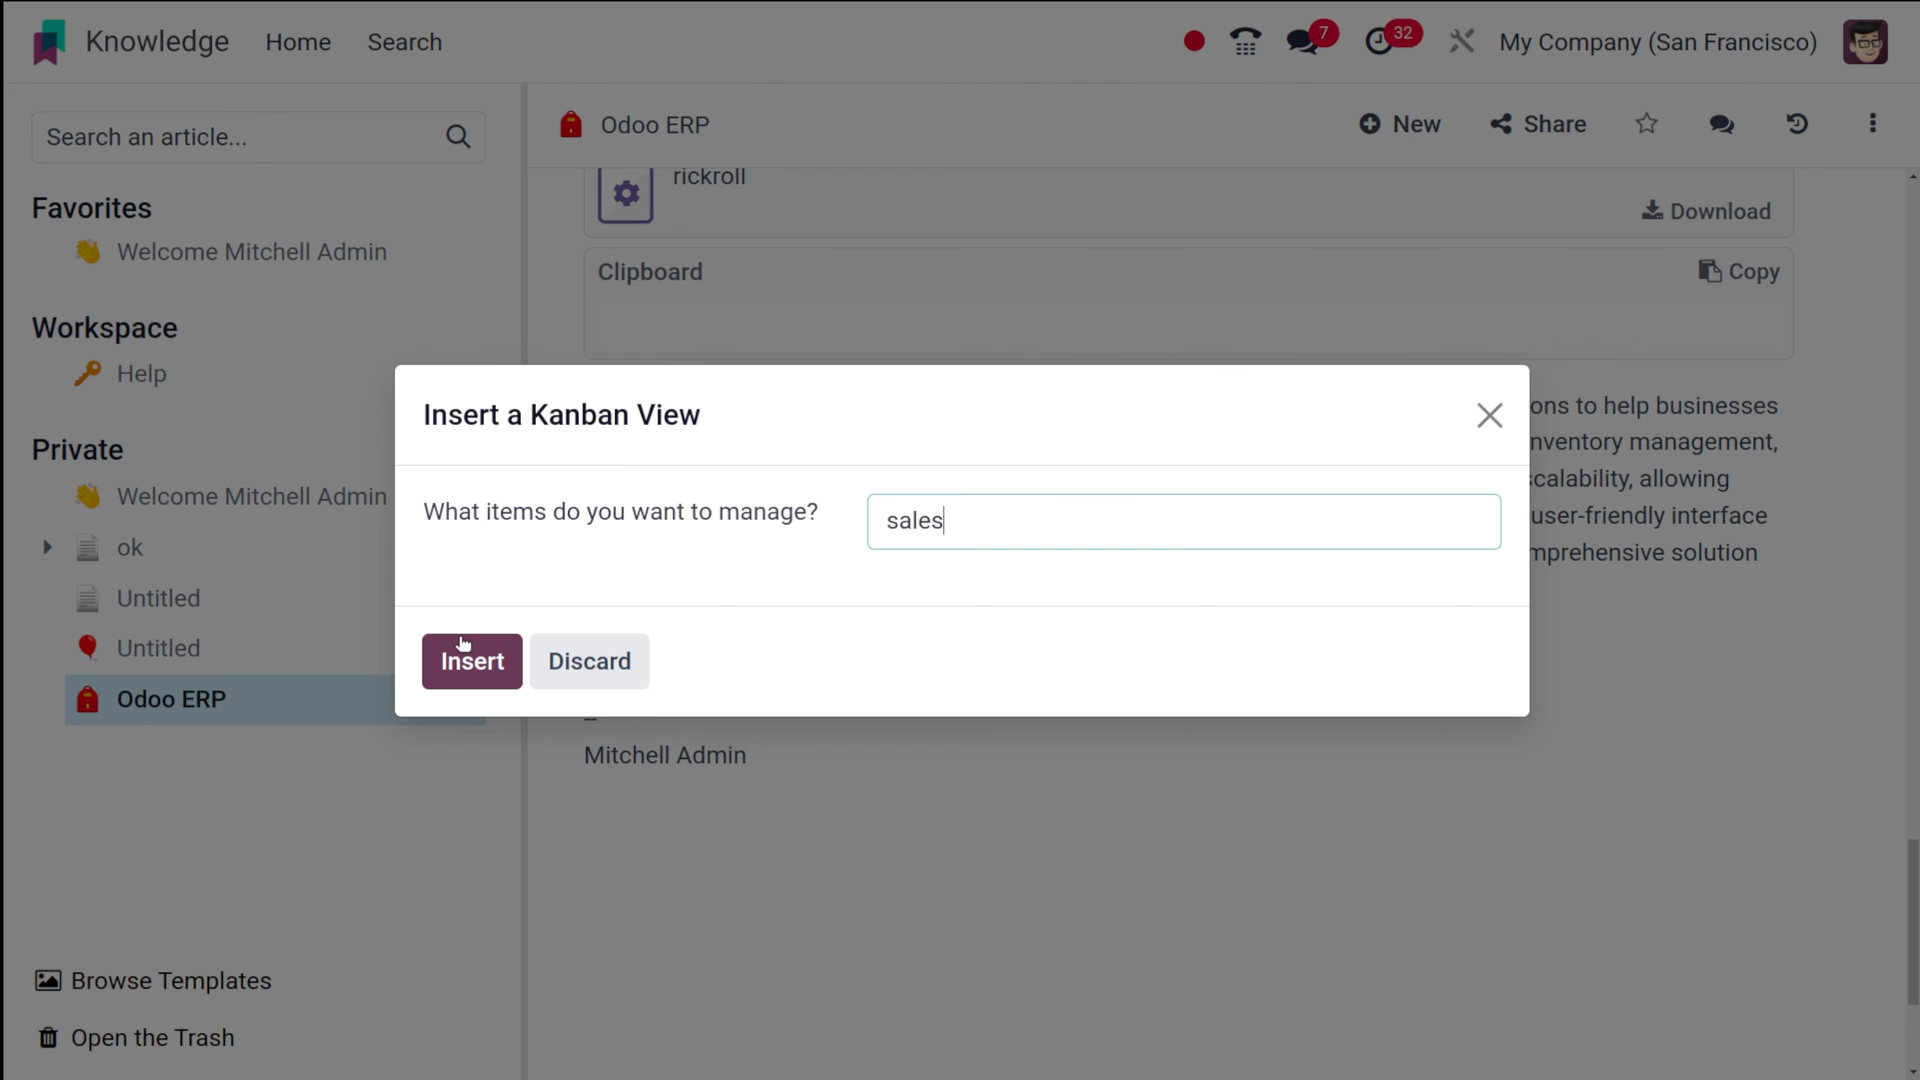 Knowledge Home Search 7 32 My Company (San Francisco)
Search an article...
Odoo ERP New Share
Favorites
Welcome Mitchell Admin
Workspace
Help
Private
Welcome Mitchell Admin
ok
Untitled
Untitled
Odoo ERP
Browse Templates
Open the Trash
rickroll
Download
Clipboard Copy
ons to help businesses
nventory management,
calability, allowing
user-friendly interface
mprehensive solution
Insert a Kanban View
What items do you want to manage? sales
Insert Discard
--
Mitchell Admin